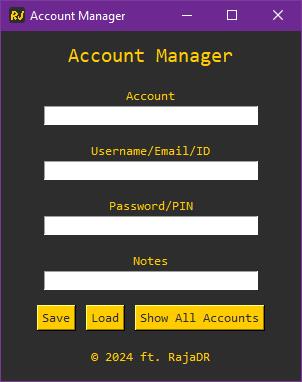 RJ Account Manager
Account Manager
Account
Username/Email/ID
Password/PIN
Notes
Save Load Show All Accounts
© 2024 ft. RajaDR